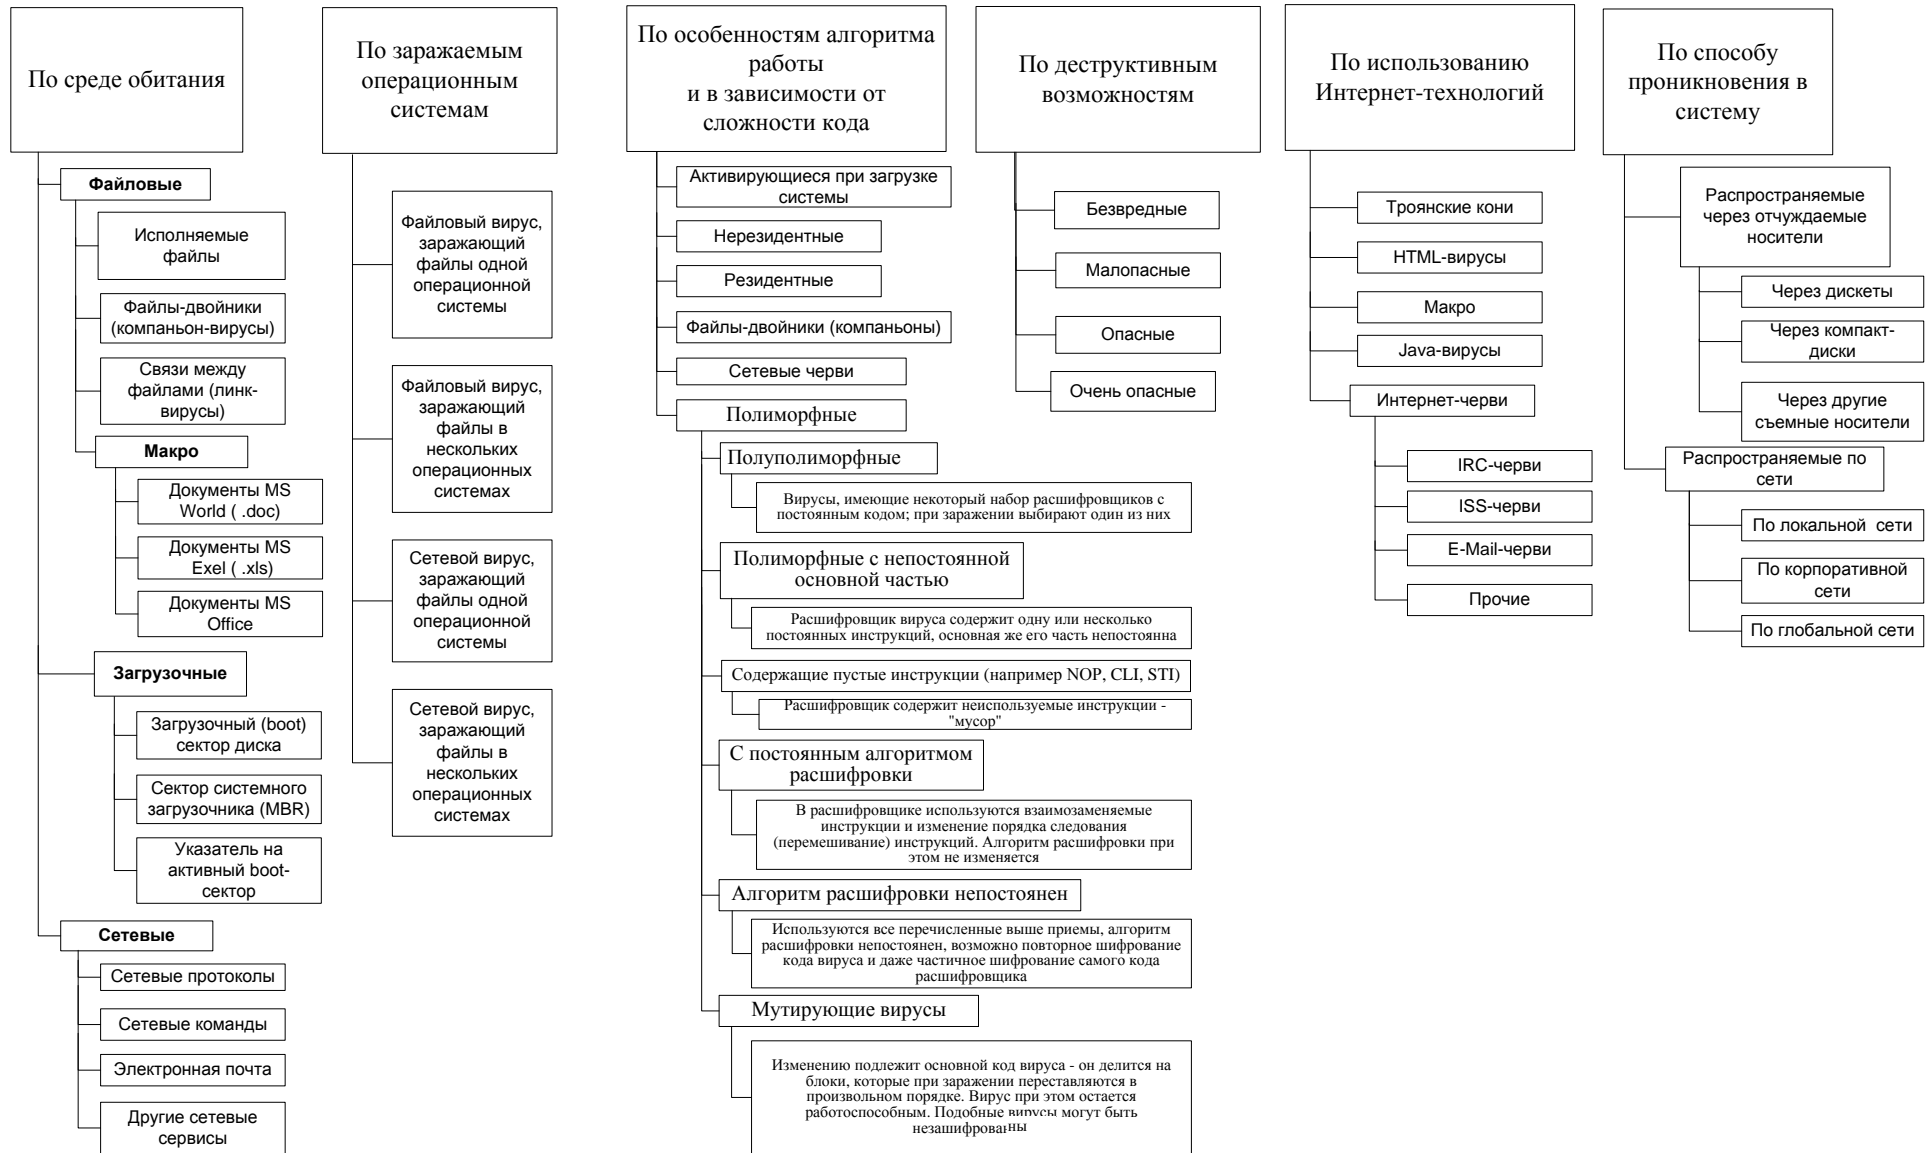 По среде обитания
Файловые
Исполняемые
файлы
Файлы-двойники
(компаньон-вирусы)
Связи между
файлами (линк-
вирусы)
Макро
Документы MS
World ( .doc)
Документы MS
Exel ( .xls)
Документы MS
Office
Загрузочные
Загрузочный (boot)
сектор диска
Сектор системного
загрузочника (MBR)
Указатель на
активный boot-
сектор
Сетевые
Сетевые протоколы
Сетевые команды
Электронная почта
Другие сетевые
сервисы
По заражаемым
операционным
системам
Файловый вирус,
заражающий
файлы одной
операционной
системы
Файловый вирус,
заражающий
файлы в
нескольких
операционных
системах
Сетевой вирус,
заражающий
файлы одной
операционной
системы
Сетевой вирус,
заражающий
файлы в
нескольких
операционных
системах
По особенностям алгоритма
работы
и в зависимости от
сложности кода
Активирующиеся при загрузке
системы
Нерезидентные
Резидентные
Файлы-двойники (компаньоны)
Сетевые черви
Полиморфные
Полуполиморфные
Вирусы, имеющие некоторый набор расшифровщиков с
постоянным кодом; при заражении выбирают один из них
Полиморфные с непостоянной
основной частью
Расшифровщик вируса содержит одну или несколько
постоянных инструкций, основная же его часть непостоянна
Содержащие пустые инструкции (например NOP, CLI, STI)
Расшифровщик содержит неиспользуемые инструкции -
"мусор"
С постоянным алгоритмом
расшифровки
В расшифровщике используются взаимозаменяемые
инструкции и изменение порядка следования
(перемешивание) инструкций. Алгоритм расшифровки при
этом не изменяется
Алгоритм расшифровки непостоянен
Используются все перечисленные выше приемы, алгоритм
расшифровки непостоянен, возможно повторное шифрование
кода вируса и даже частичное шифрование самого кода
расшифровщика
Мутирующие вирусы
Изменению подлежит основной код вируса - он делится на
блоки, которые при заражении переставляются в
произвольном порядке. Вирус при этом остается
работоспособным. Подобные вирусы могут быть
незашифрованны
По деструктивным
возможностям
Безвредные
Малопасные
Опасные
Очень опасные
По использованию
Интернет-технологий
Троянские кони
HTML-вирусы
Макро
Java-вирусы
Интернет-черви
IRC-черви
ISS-черви
E-Mail-черви
Прочие
По способу
проникновения в
систему
Распространяемые
через отчуждаемые
носители
Через дискеты
Через компакт-
диски
Через другие
съемные носители
Распространяемые по
сети
По локальной  сети
По корпоративной
сети
По глобальной сети